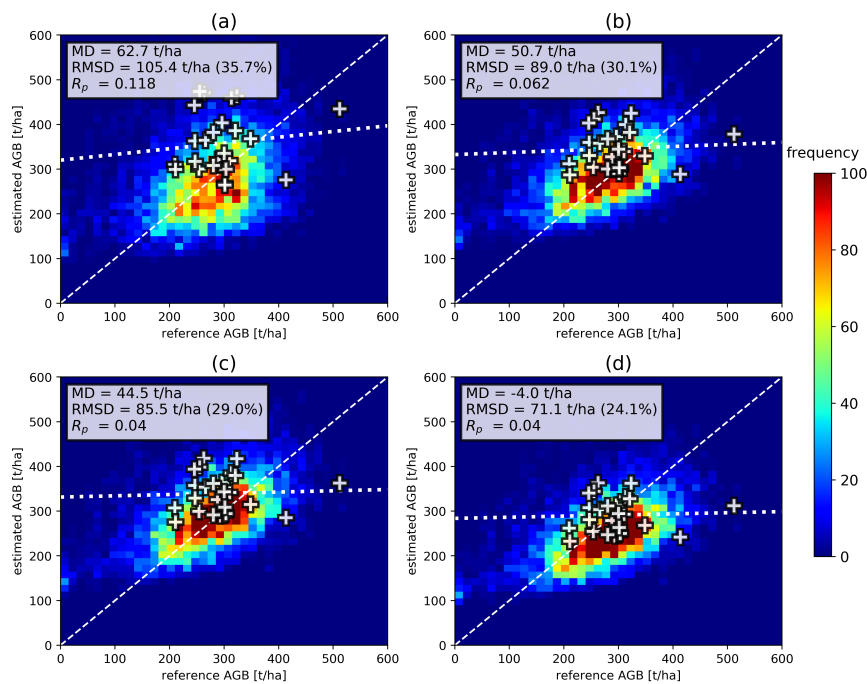 (a)
MD = 62.7 t/ha
RMSD = 105.4 t/ha (35.7%)
Rp = 0.118
600
500
400
300
200
100
0
estimated AGB [t/ha]
0 100 200 300 400 500 600
reference AGB [t/ha]
(b)
MD = 50.7 t/ha
RMSD = 89.0 t/ha (30.1%)
Rp = 0.062
600
500
400
300
200
100
0
estimated AGB [t/ha]
0 100 200 300 400 500 600
reference AGB [t/ha]
frequency
100
80
60
40
20
0
(c)
MD = 44.5 t/ha
RMSD = 85.5 t/ha (29.0%)
Rp = 0.04
600
500
400
300
200
100
0
estimated AGB [t/ha]
0 100 200 300 400 500 600
reference AGB [t/ha]
(d)
MD = -4.0 t/ha
RMSD = 71.1 t/ha (24.1%)
Rp = 0.04
600
500
400
300
200
100
0
estimated AGB [t/ha]
0 100 200 300 400 500 600
reference AGB [t/ha]